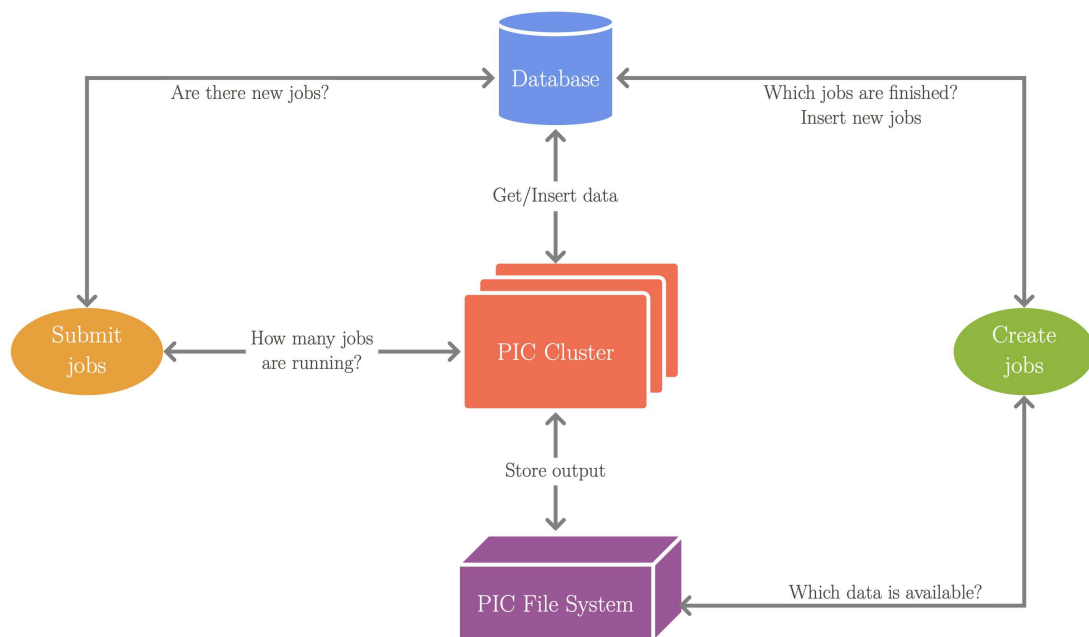 Database
Are there new jobs?
Which jobs are finished?
Insert new jobs
Get/Insert data
Submit
jobs
How many jobs
are running?
PIC Cluster
Create
jobs
Store output
PIC File System
Which data is available?